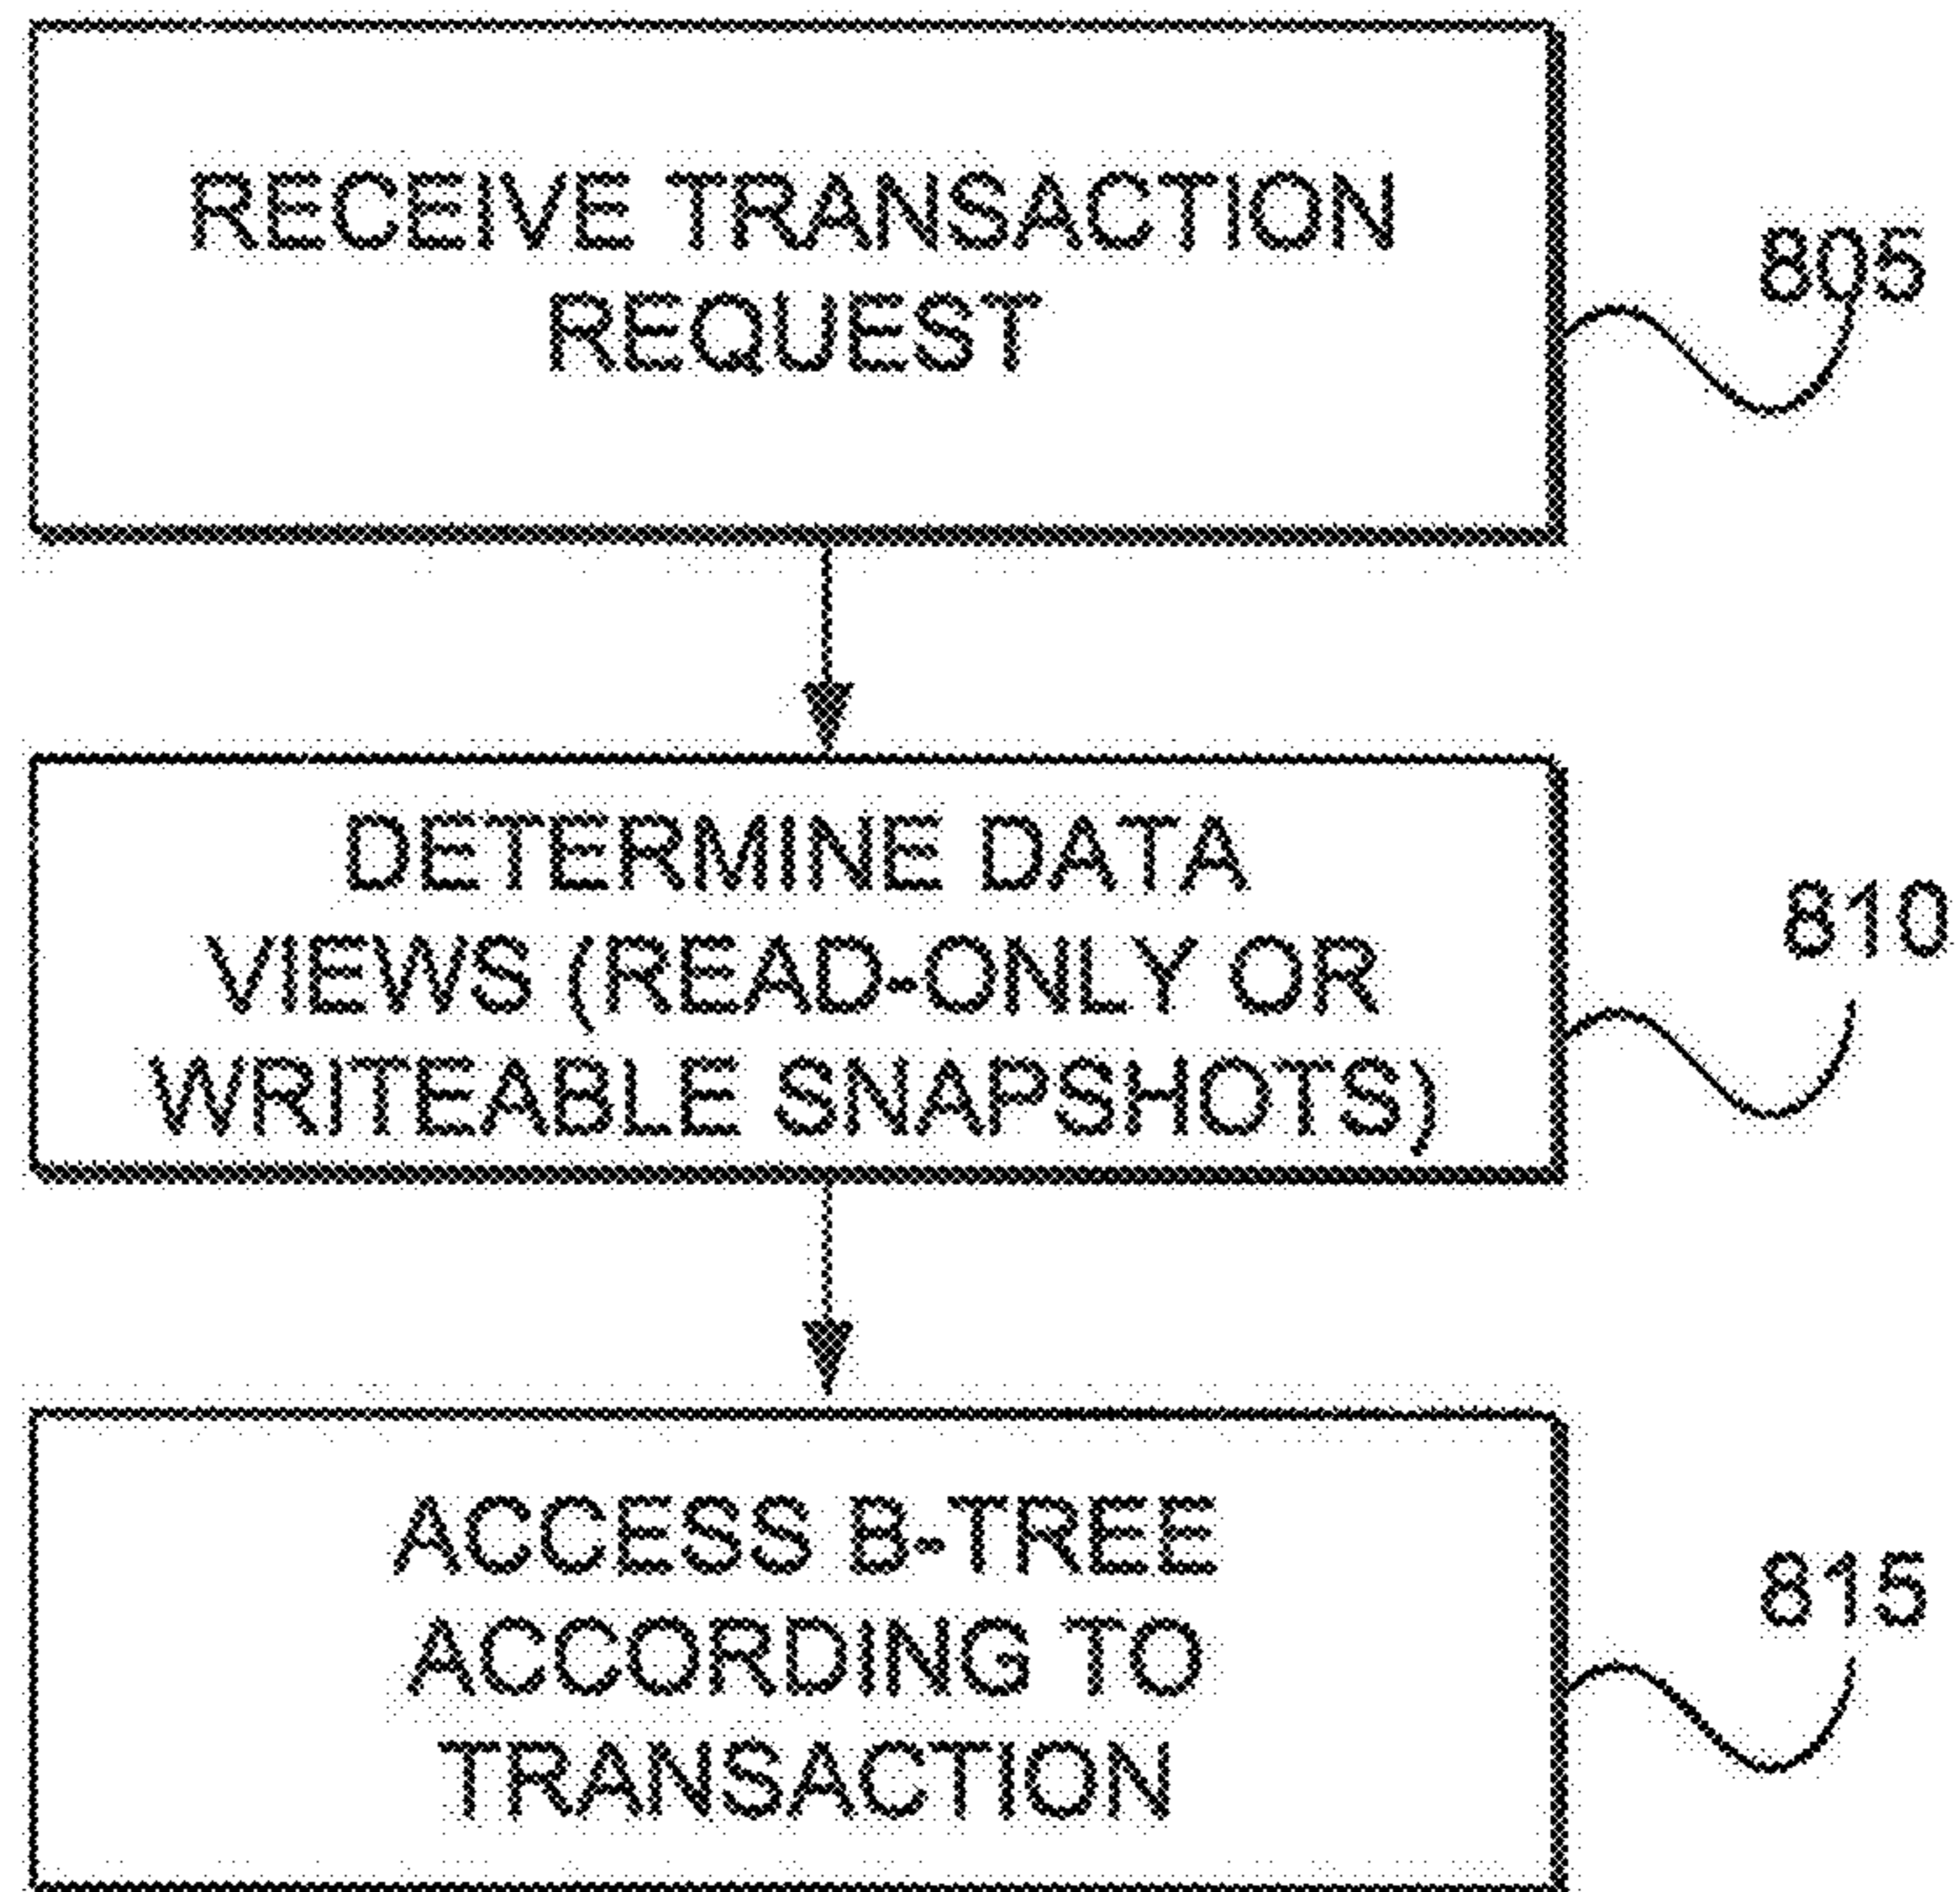 RECEIVE TRANSACTION
REQUEST
805
DETERMINE DATA
VIEWS (READ-ONLY OR
WRITEABLE SNAPSHOTS)
810
ACCESS B-TREE
ACCORDING TO
TRANSACTION
815